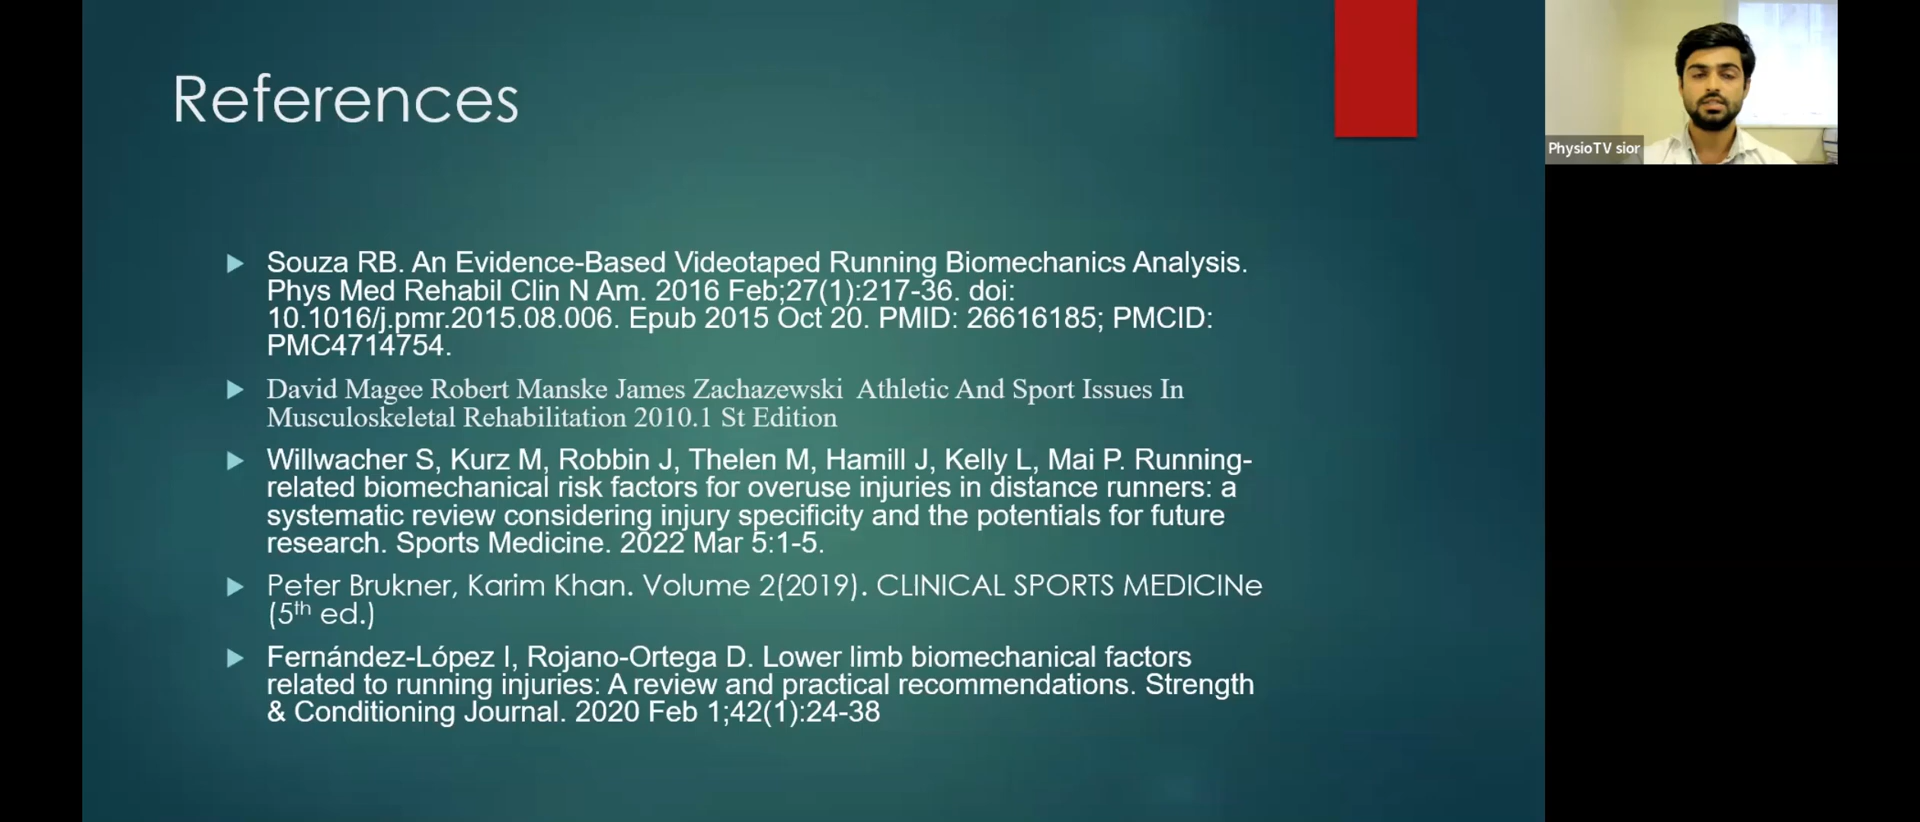 References
Souza RB. An Evidence-Based Videotaped Running Biomechanics Analysis.
Phys Med Rehabil Clin N Am. 2016 Feb;27(1):217-36. doi:
10.1016/j.pmr.2015.08.006. Epub 2015 Oct 20. PMID: 26616185; PMCID:
PMC4714754.
David Magee Robert Manske James Zachazewski Athletic And Sport Issues In
Musculoskeletal Rehabilitation 2010.1 St Edition
Willwacher S, Kurz M, Robbin J, Thelen M, Hamill J, Kelly L, Mai P. Running-
related biomechanical risk factors for overuse injuries in distance runners: a
systematic review considering injury specificity and the potentials for future
research. Sports Medicine. 2022 Mar 5:1-5.
Peter Brukner, Karim Khan. Volume 2(2019). CLINICAL SPORTS MEDICINe
(5th ed.)
Fernández-López I, Rojano-Ortega D. Lower limb biomechanical factors
related to running injuries: A review and practical recommendations. Strength
& Conditioning Journal. 2020 Feb 1;42(1):24-38
PhysioTV sior